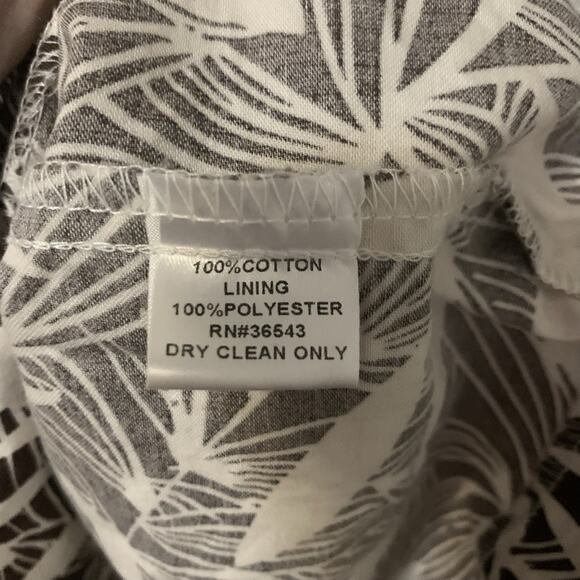 100%COTTON
LINING
100%POLYESTER
RN#36543
DRY CLEAN ONLY